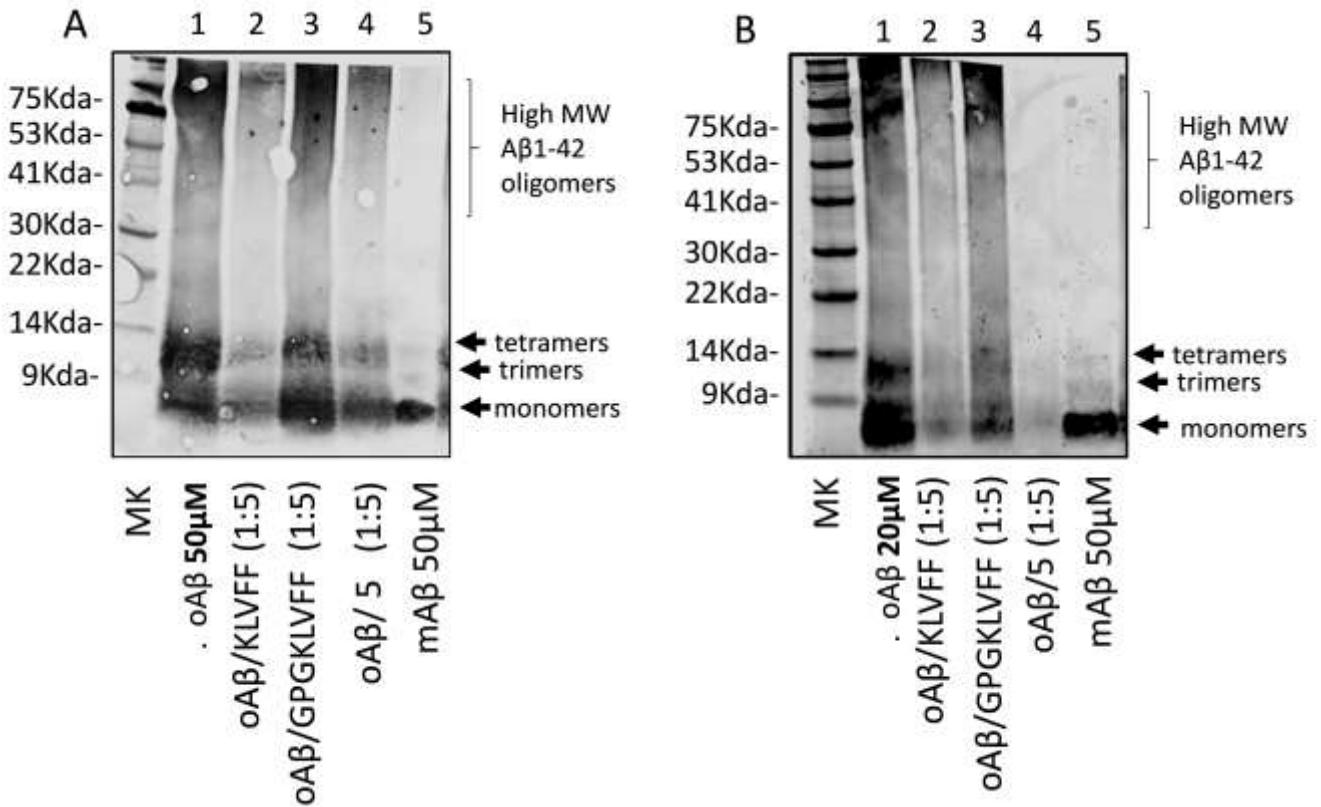 A
1 2 3 4 5
75Kda-
53Kda-
41Kda-
30Kda-
22Kda-
14Kda-
9Kda-
High MW
Aβ1-42
oligomers
tetramers
trimers
monomers
MK
. oAβ 50µM
oAβ/KLVFF (1:5)
oAβ/GPGKLVFF (1:5)
oAβ/ 5 (1:5)
mAβ 50µM
B
1 2 3 4 5
75Kda-
53Kda-
41Kda-
30Kda-
22Kda-
14Kda-
9Kda-
High MW
Aβ1-42
oligomers
tetramers
trimers
monomers
MK
. oAβ 20µM
oAβ/KLVFF (1:5)
oAβ/GPGKLVFF (1:5)
oAβ/5 (1:5)
mAβ 50µM